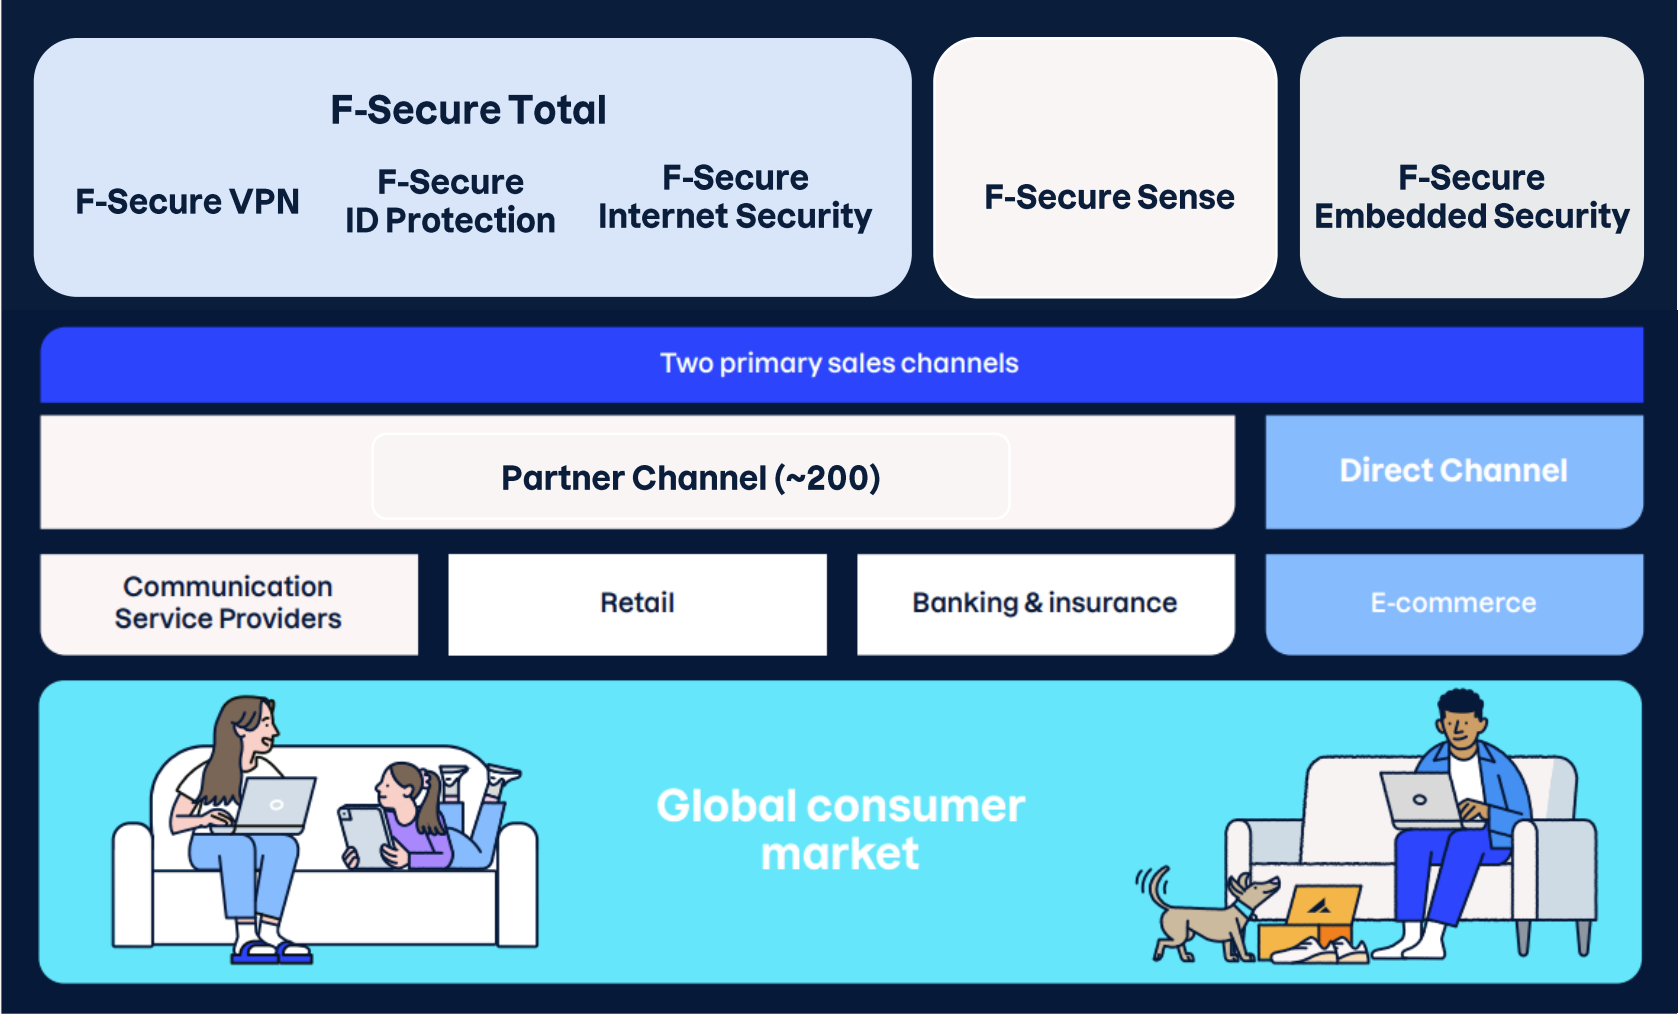 F-Secure Total
F-Secure VPN
F-Secure
ID Protection
F-Secure
Internet Security
F-Secure Sense
F-Secure
Embedded Security
Two primary sales channels
Partner Channel (~200)
Direct Channel
Communication
Service Providers
Retail
Banking & insurance
E-commerce
Global consumer
market